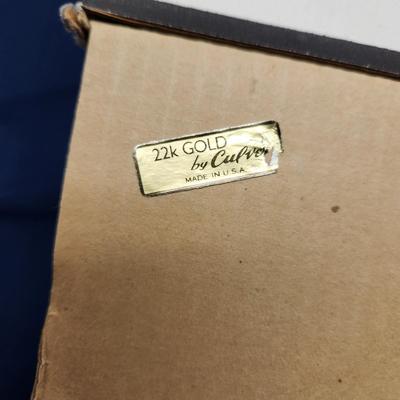 22k GOLD
by Culver
MADE IN U.S.A.